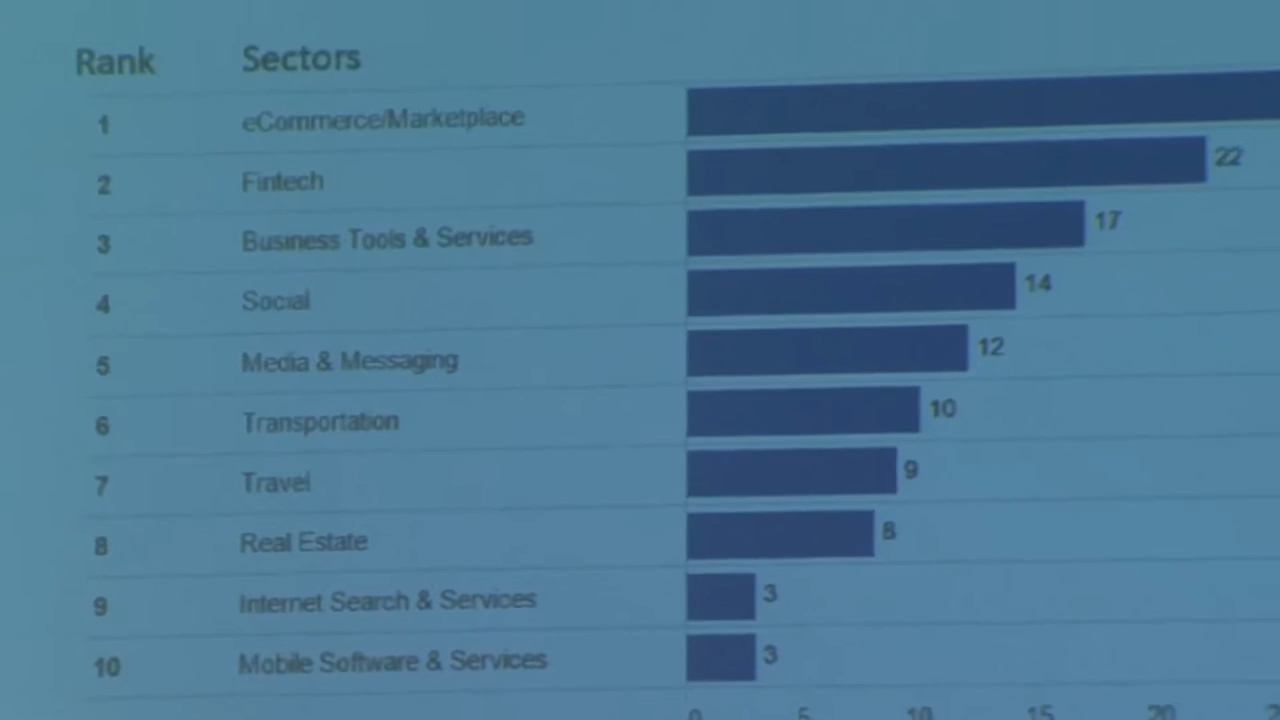 Rank Sectors
1 eCommerce/Marketplace
2 Fintech 22
3 Business Tools & Services 17
4 Social 14
5 Media & Messaging 12
6 Transportation 10
7 Travel 9
8 Real Estate 8
9 Internet Search & Services 3
10 Mobile Software & Services 3
0 5 10 15 20